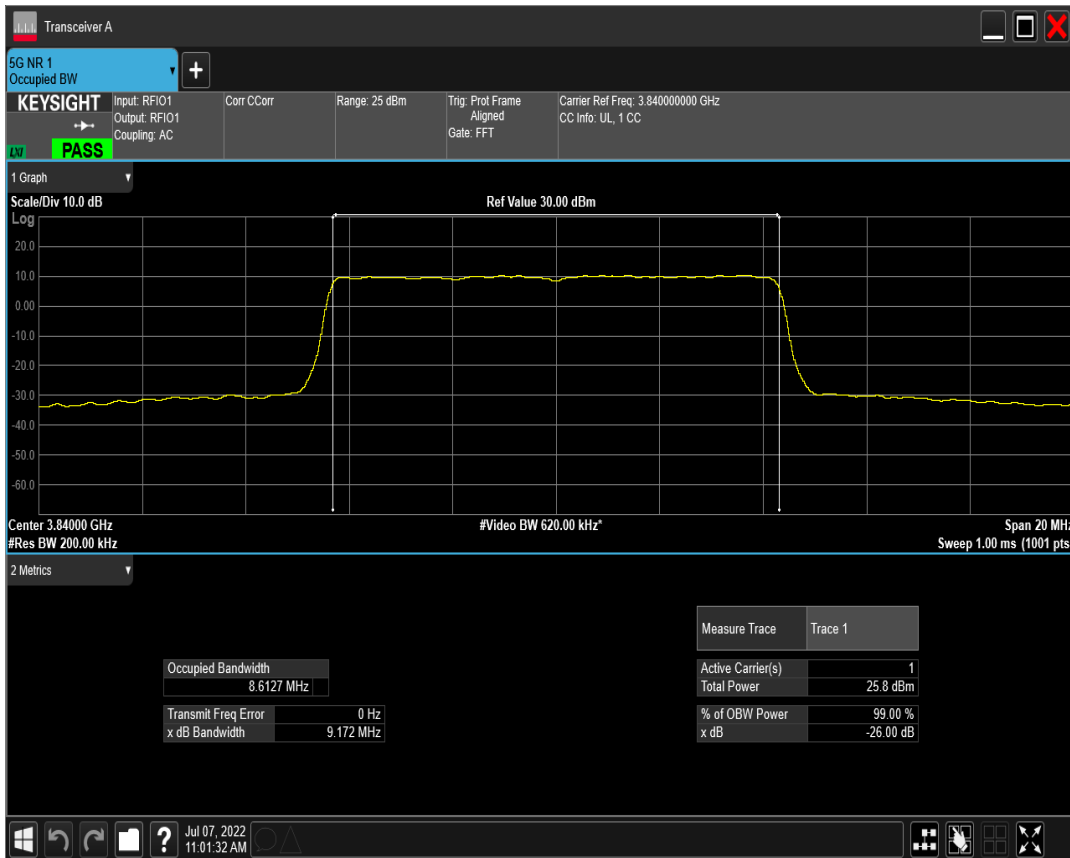 Transceiver A
5G NR 1
Occupied BW
+
KEYSIGHT
LXI
PASS
Input: RFIO1
Output: RFIO1
Coupling: AC
Corr CCorr
Range: 25 dBm
Trig: Prot Frame
Aligned
Gate: FFT
Carrier Ref Freq: 3.840000000 GHz
CC Info: UL, 1 CC
1 Graph
Scale/Div 10.0 dB
Ref Value 30.00 dBm
Log
20.0
10.0
0.00
-10.0
-20.0
-30.0
-40.0
-50.0
-60.0
Center 3.84000 GHz
#Video BW 620.00 kHz*
Span 20 MHz
#Res BW 200.00 kHz
Sweep 1.00 ms (1001 pts
2 Metrics
Measure Trace Trace 1
Occupied Bandwidth
8.6127 MHz
Active Carrier(s) 1
Total Power 25.8 dBm
Transmit Freq Error 0 Hz
x dB Bandwidth 9.172 MHz
% of OBW Power 99.00 %
x dB -26.00 dB
?
Jul 07, 2022
11:01:32 AM